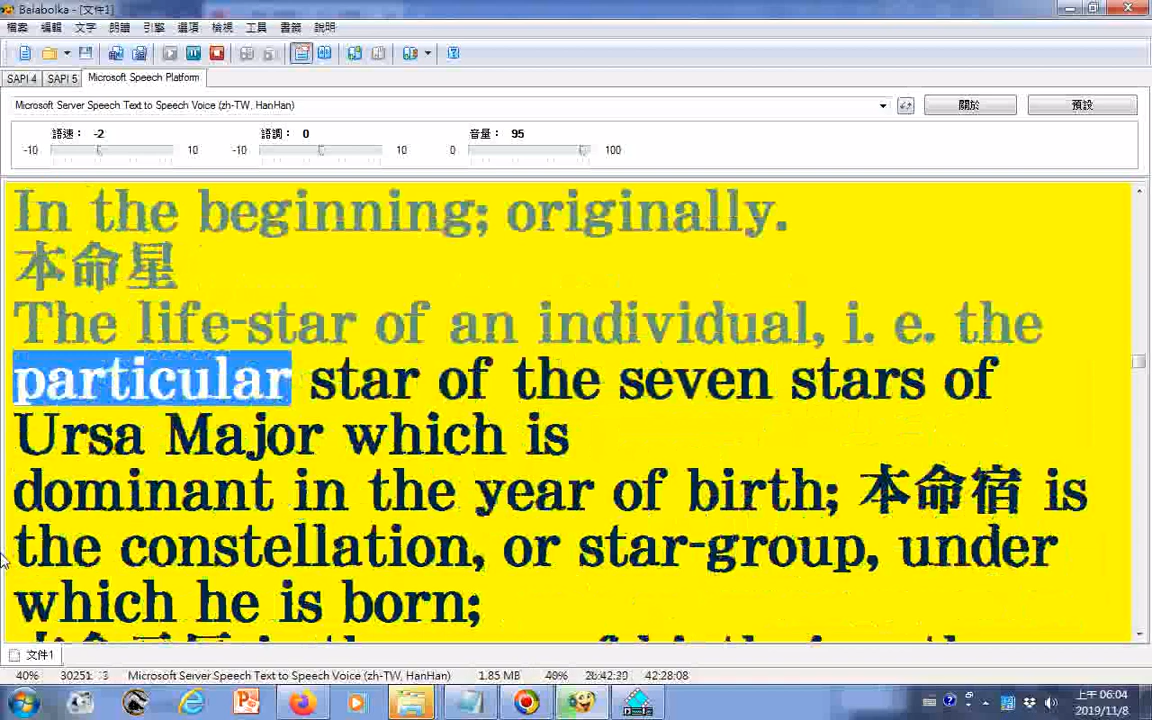 Balabolka - [文件1]
檔案 編輯 文字 朗讀 引擎 選項 檢視 工具 書籤 說明
SAPI 4 SAPI 5 Microsoft Speech Platform
Microsoft Server Speech Text to Speech Voice (zh-TW, HanHan) 關於 預設
語速： -2 語調： 0 音量： 95
-10 10 -10 10 0 100
In the beginning; originally.
本命星
The life-star of an individual, i. e. the
particular star of the seven stars of
Ursa Major which is
dominant in the year of birth; 本命宿 is
the constellation, or star-group, under
which he is born;
文件1
40% Microsoft Server Speech Text to Speech Voice (zh-TW, HanHan) 1.85 MB 40% 42:28:08
上午 06:04
2019/11/8